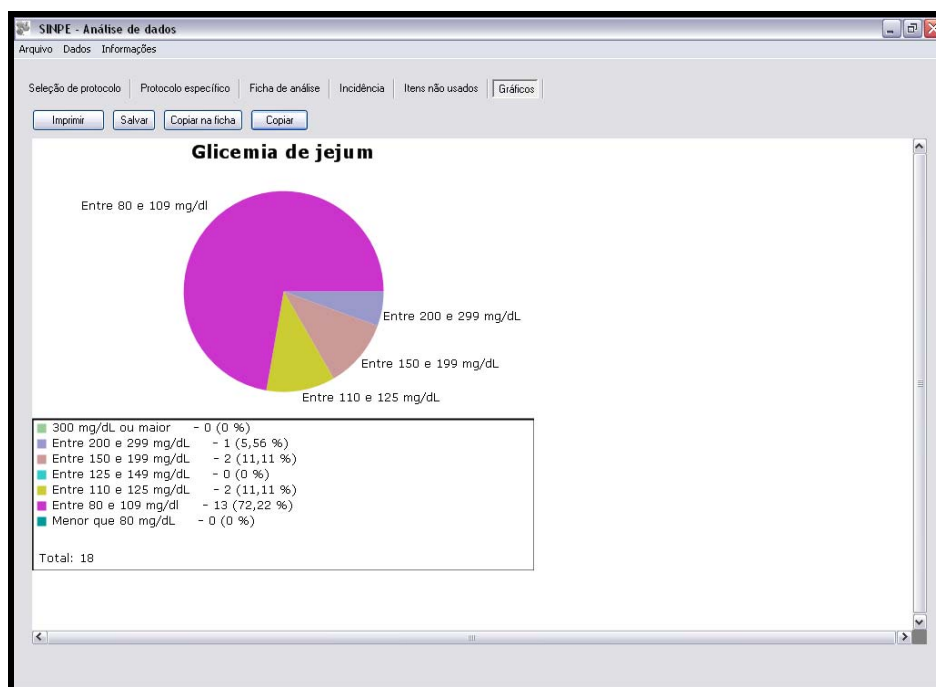 SINPE - Análise de dados
Arquivo Dados Informações
Seleção de protocolo Protocolo específico Ficha de análise Incidência Itens não usados Gráficos
Imprimir Salvar Copiar na ficha Copiar
Glicemia de jejum
Entre 80 e 109 mg/dl
Entre 200 e 299 mg/dL
Entre 150 e 199 mg/dL
Entre 110 e 125 mg/dL
300 mg/dL ou maior - 0 (0 %)
Entre 200 e 299 mg/dL - 1 (5,56 %)
Entre 150 e 199 mg/dL - 2 (11,11 %)
Entre 125 e 149 mg/dL - 0 (0 %)
Entre 110 e 125 mg/dL - 2 (11,11 %)
Entre 80 e 109 mg/dl - 13 (72,22 %)
Menor que 80 mg/dL - 0 (0 %)
Total: 18